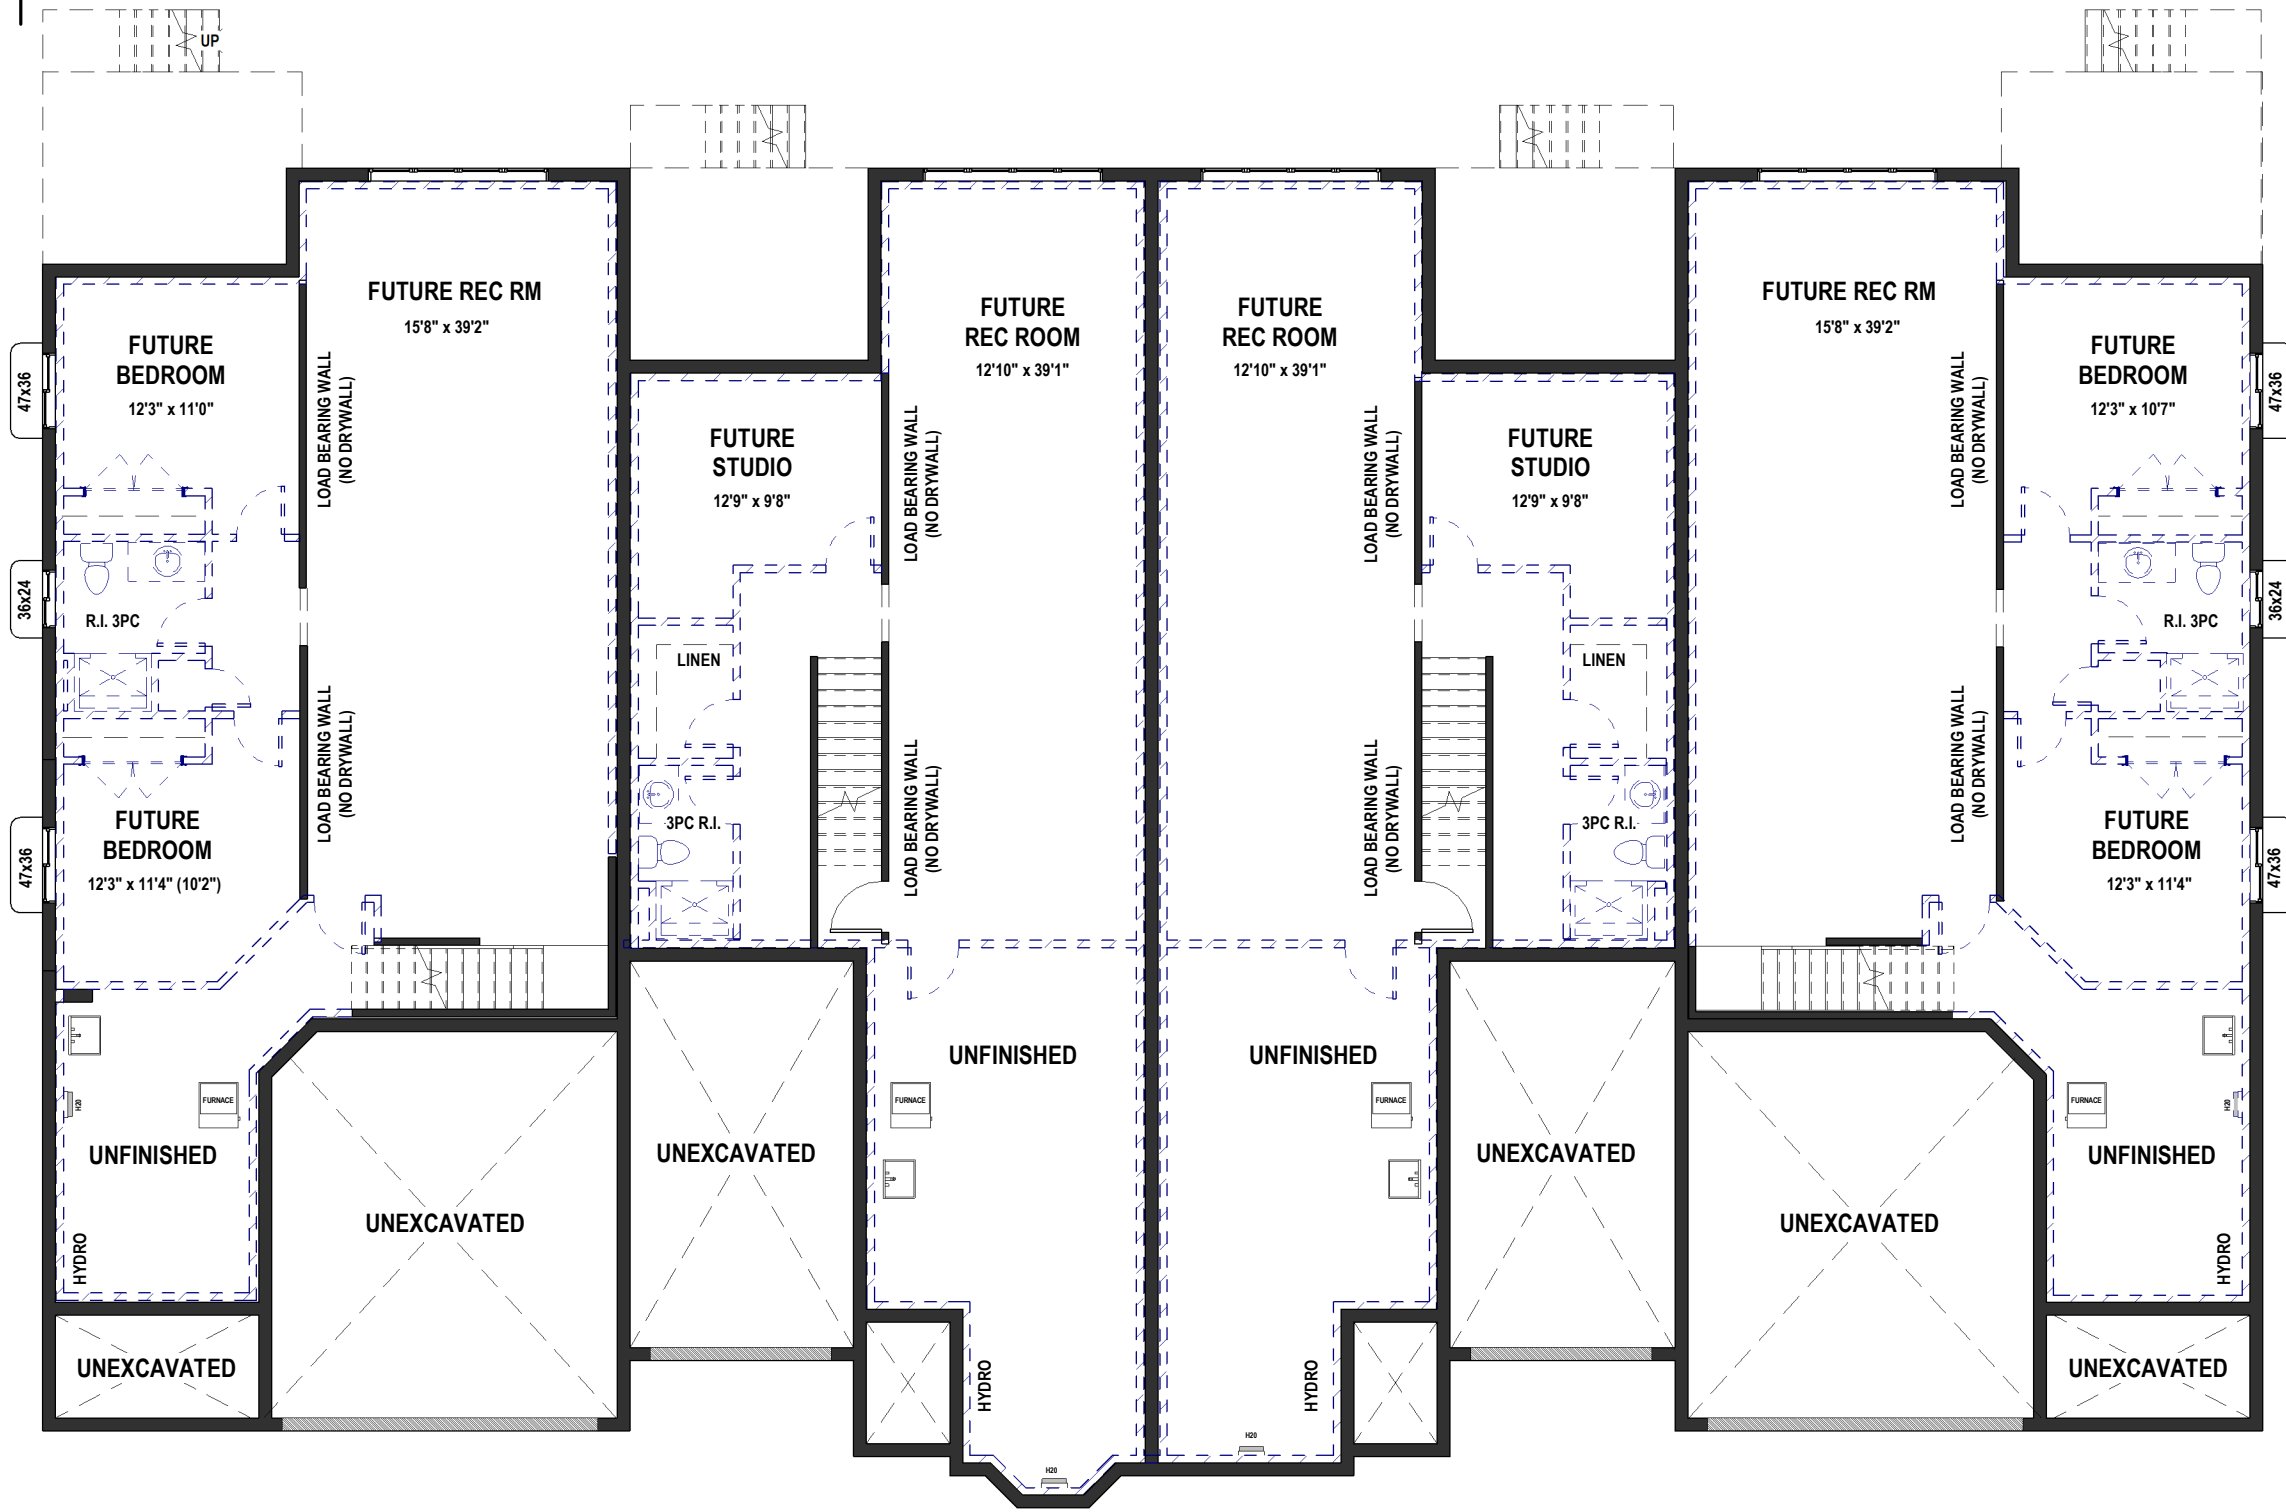 UP
FUTURE REC RM
15'8" x 39'2"
FUTURE
BEDROOM
12'3" x 11'0"
47x36
LOAD BEARING WALL
(NO DRYWALL)
36x24
R.I. 3PC
LOAD BEARING WALL
(NO DRYWALL)
47x36
FUTURE
BEDROOM
12'3" x 11'4" (10'2")
H20
FURNACE
UNFINISHED
HYDRO
UNEXCAVATED
UNEXCAVATED
FUTURE
STUDIO
12'9" x 9'8"
LINEN
3PC R.I.
UNEXCAVATED
FUTURE
REC ROOM
12'10" x 39'1"
LOAD BEARING WALL
(NO DRYWALL)
LOAD BEARING WALL
(NO DRYWALL)
UNFINISHED
FURNACE
HYDRO
H20
FUTURE
REC ROOM
12'10" x 39'1"
LOAD BEARING WALL
(NO DRYWALL)
LOAD BEARING WALL
(NO DRYWALL)
UNFINISHED
FURNACE
HYDRO
H20
FUTURE
STUDIO
12'9" x 9'8"
LINEN
3PC R.I.
UNEXCAVATED
FUTURE REC RM
15'8" x 39'2"
LOAD BEARING WALL
(NO DRYWALL)
LOAD BEARING WALL
(NO DRYWALL)
UNEXCAVATED
FUTURE
BEDROOM
12'3" x 10'7"
47x36
36x24
R.I. 3PC
FUTURE
BEDROOM
12'3" x 11'4"
47x36
FURNACE
H20
UNFINISHED
HYDRO
UNEXCAVATED